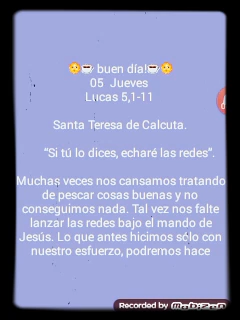 🙂☕ buen día!☕🙂
05 Jueves
Lucas 5,1-11
Santa Teresa de Calcuta.
"Si tú lo dices, echaré las redes".
Muchas veces nos cansamos tratando
de pescar cosas buenas y no
conseguimos nada. Tal vez nos falte
lanzar las redes bajo el mando de
Jesús. Lo que antes hicimos sólo con
nuestro esfuerzo, podremos hace
Recorded by